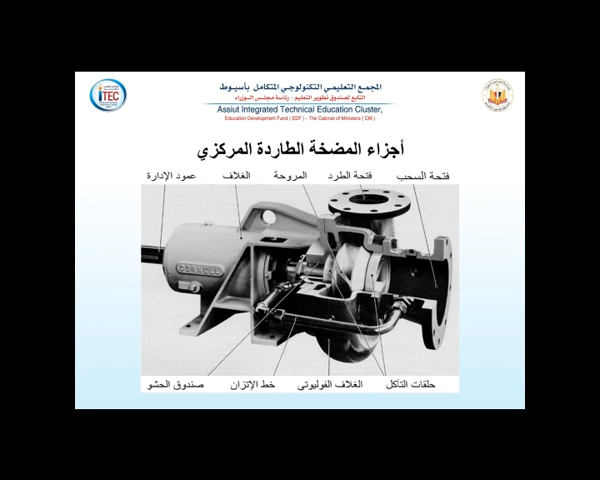 المجمع التعليمي التكنولوجي المتكامل بأسيوط
التابع لصندوق تطوير التعليم - رئاسة مجلس الوزراء
Assiut Integrated Technical Education Cluster,
Education Development Fund ( EDF ) - The Cabinet of Ministers ( CM )
iTEC
أجزاء المضخة الطاردة المركزي
فتحة السحب فتحة الطرد المروحة الغلاف عمود الإدارة
CORNELL
حلقات التآكل الغلاف الفوليوتى خط الإتزان صندوق الحشو